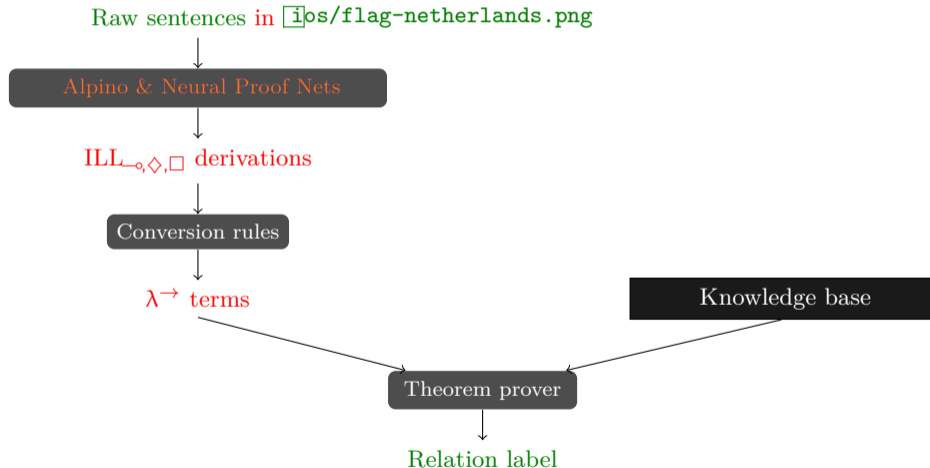 Raw sentences in ios/flag-netherlands.png
Alpino & Neural Proof Nets
ILL⊸,◇,□ derivations
Conversion rules
λ→ terms
Knowledge base
Theorem prover
Relation label